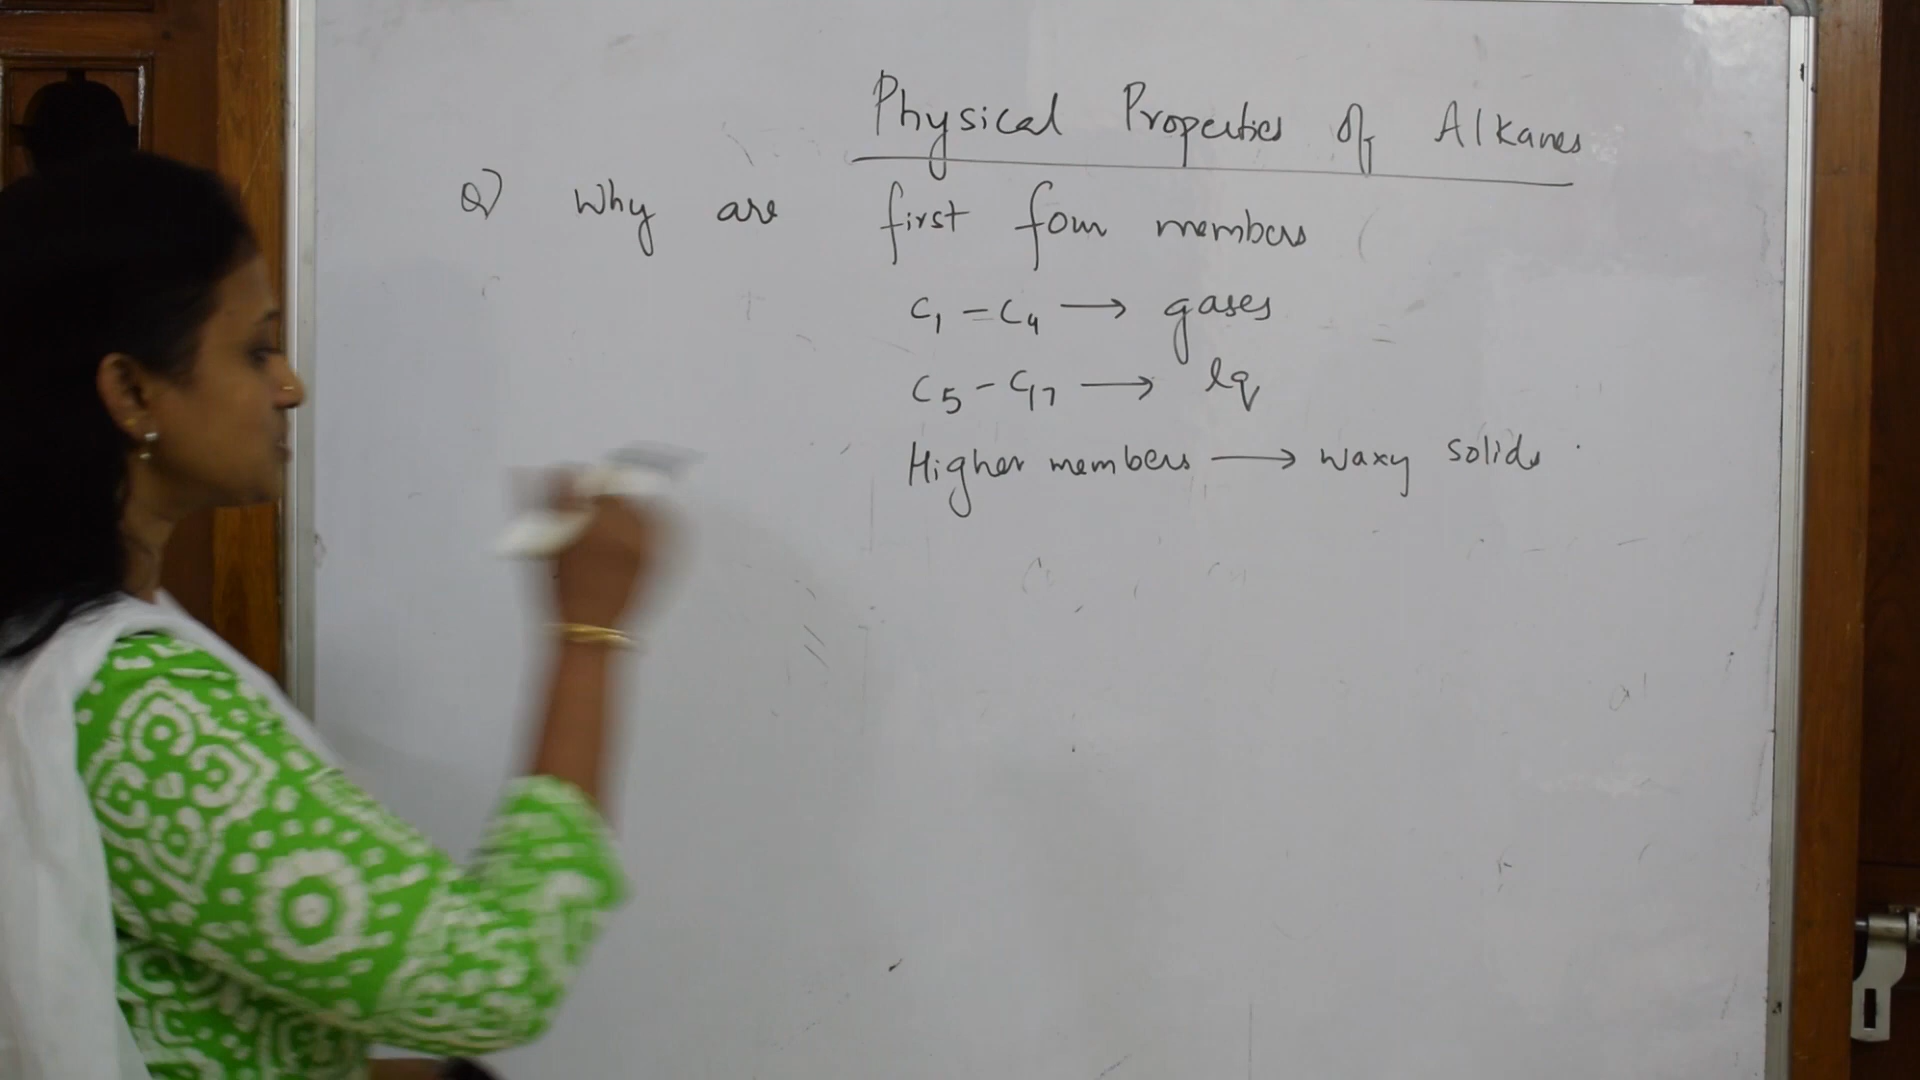 Physical Properties of Alkanes
Q) Why are first four members
C1 - C4 → gases
C5 - C17 → lq
Higher members → waxy solids.